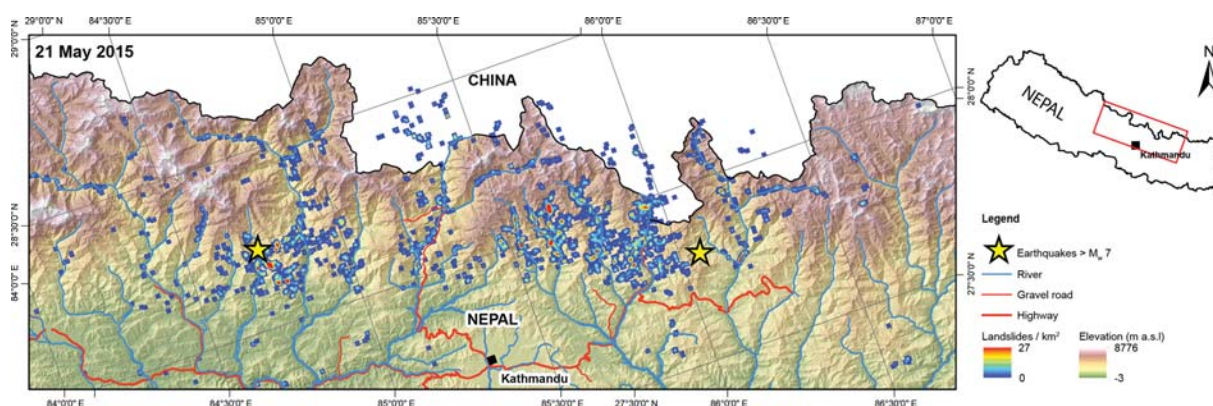 29°0'0" N
84°30'0" E
85°0'0" E
85°30'0" E
86°0'0" E
86°30'0" E
87°0'0" E
29°0'0" N
21 May 2015
CHINA
28°0'0" N
N
NEPAL
Kathmandu
28°30'0" N
84°0'0" E
NEPAL
Kathmandu
27°30'0" N
84°0'0" E
84°30'0" E
85°0'0" E
85°30'0" E
27°30'0" N
86°0'0" E
86°30'0" E
Legend
Earthquakes > Mw 7
River
Gravel road
Highway
Landslides / km²
27
0
Elevation (m a.s.l)
8776
-3